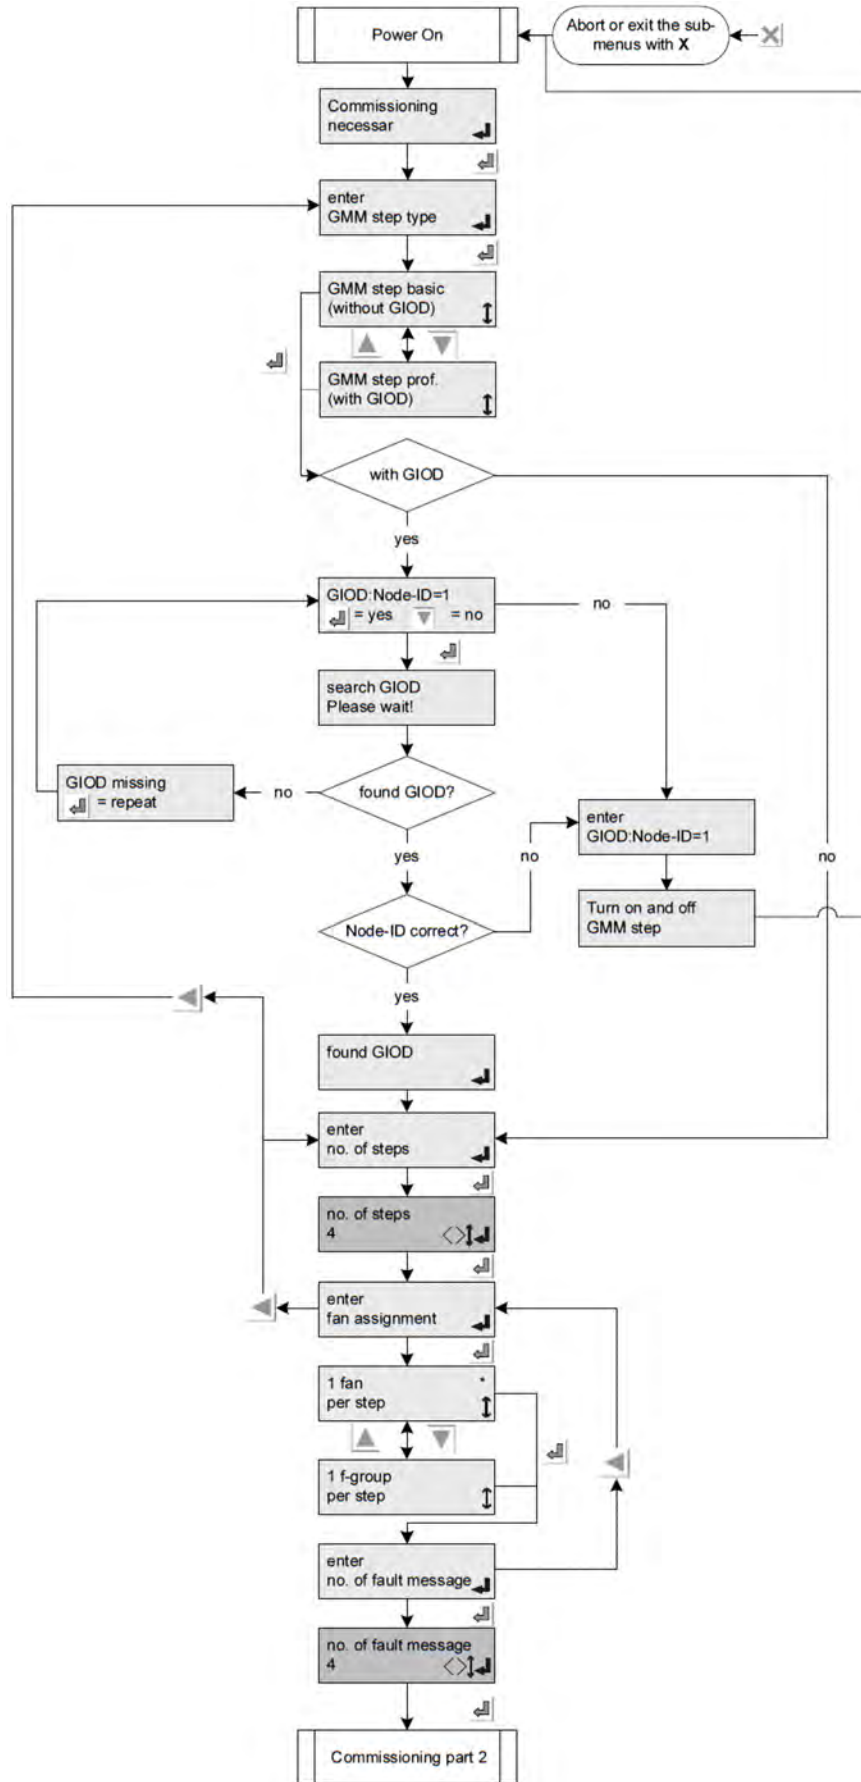 Power On
Abort or exit the sub-
menus with X
Commissioning
necessar
enter
GMM step type
GMM step basic
(without GIOD)
GMM step prof.
(with GIOD)
with GIOD
yes
GIOD:Node-ID=1
= yes = no
no
search GIOD
Please wait!
GIOD missing
= repeat
no
found GIOD?
enter
GIOD:Node-ID=1
yes
no
no
Turn on and off
GMM step
Node-ID correct?
yes
found GIOD
enter
no. of steps
no. of steps
4 <>
enter
fan assignment
1 fan *
per step
1 f-group
per step
enter
no. of fault message
no. of fault message
4 <>
Commissioning part 2